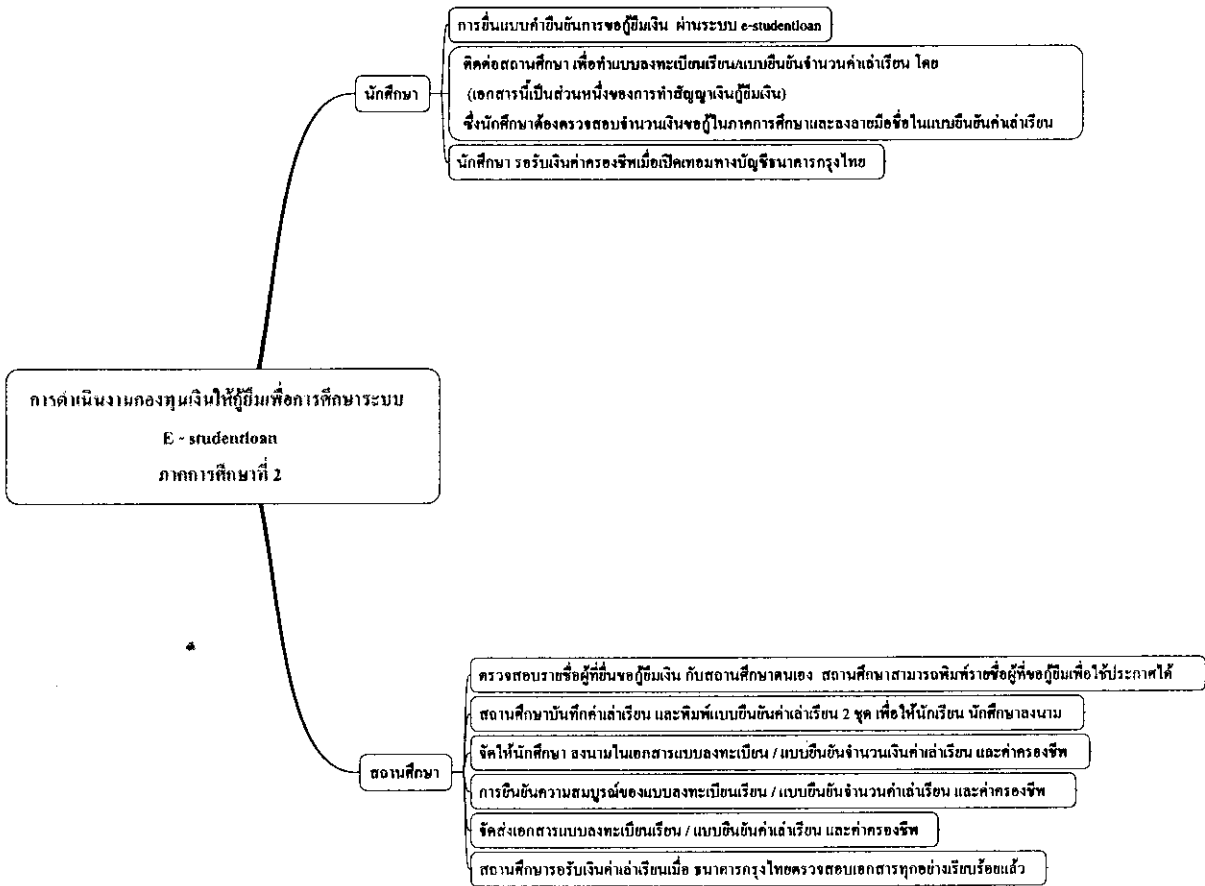 การยื่นแบบคำยืนยันการขอกู้ยืมเงิน ผ่านระบบ e-studentloan
ติดต่อสถานศึกษา เพื่อทำแบบลงทะเบียนเรียน/แบบยืนยันจำนวนค่าเล่าเรียน โดย
(เอกสารนี้เป็นส่วนหนึ่งของการทำสัญญาเงินกู้ยืมเงิน)
ซึ่งนักศึกษาต้องตรวจสอบจำนวนเงินขอกู้ในภาคการศึกษาและลงลายมือชื่อในแบบยืนยันค่าเล่าเรียน
นักศึกษา
นักศึกษา รอรับเงินค่าครองชีพเมื่อเปิดเทอมทางบัญชีธนาคารกรุงไทย
การดำเนินงานกองทุนเงินให้กู้ยืมเพื่อการศึกษาระบบ
E - studentloan
ภาคการศึกษาที่ 2
สถานศึกษา
ตรวจสอบรายชื่อผู้ที่ยื่นขอกู้ยืมเงิน กับสถานศึกษาตนเอง สถานศึกษาสามารถพิมพ์รายชื่อผู้ที่ขอกู้ยืมเพื่อใช้ประกาศได้
สถานศึกษาบันทึกค่าเล่าเรียน และพิมพ์แบบยืนยันค่าเล่าเรียน 2 ชุด เพื่อให้นักเรียน นักศึกษาลงนาม
จัดให้นักศึกษา ลงนามในเอกสารแบบลงทะเบียน / แบบยืนยันจำนวนเงินค่าเล่าเรียน และค่าครองชีพ
การยืนยันความสมบูรณ์ของแบบลงทะเบียนเรียน / แบบยืนยันจำนวนค่าเล่าเรียน และค่าครองชีพ
จัดส่งเอกสารแบบลงทะเบียนเรียน / แบบยืนยันค่าเล่าเรียน และค่าครองชีพ
สถานศึกษารอรับเงินค่าเล่าเรียนเมื่อ ธนาคารกรุงไทยตรวจสอบเอกสารทุกอย่างเรียบร้อยแล้ว